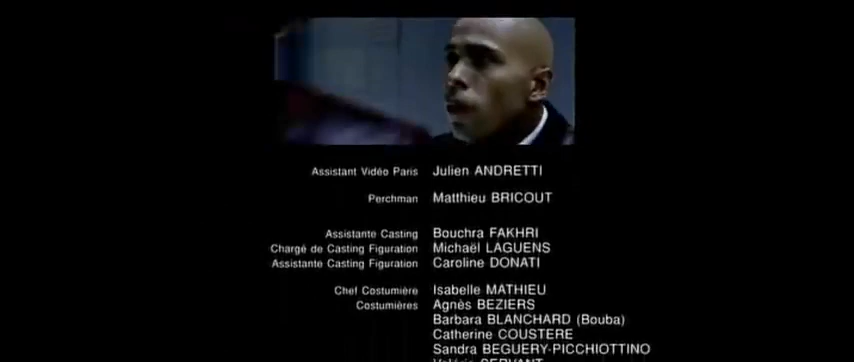 Assistant Vidéo Paris Julien ANDRETTI
Perchman Matthieu BRICOUT
Assistante Casting Bouchra FAKHRI
Chargé de Casting Figuration Michaël LAGUENS
Assistante Casting Figuration Caroline DONATI
Chef Costumière Isabelle MATHIEU
Costumières Agnès BEZIERS
Barbara BLANCHARD (Bouba)
Catherine COUSTERE
Sandra BEGUERY-PICCHIOTTINO